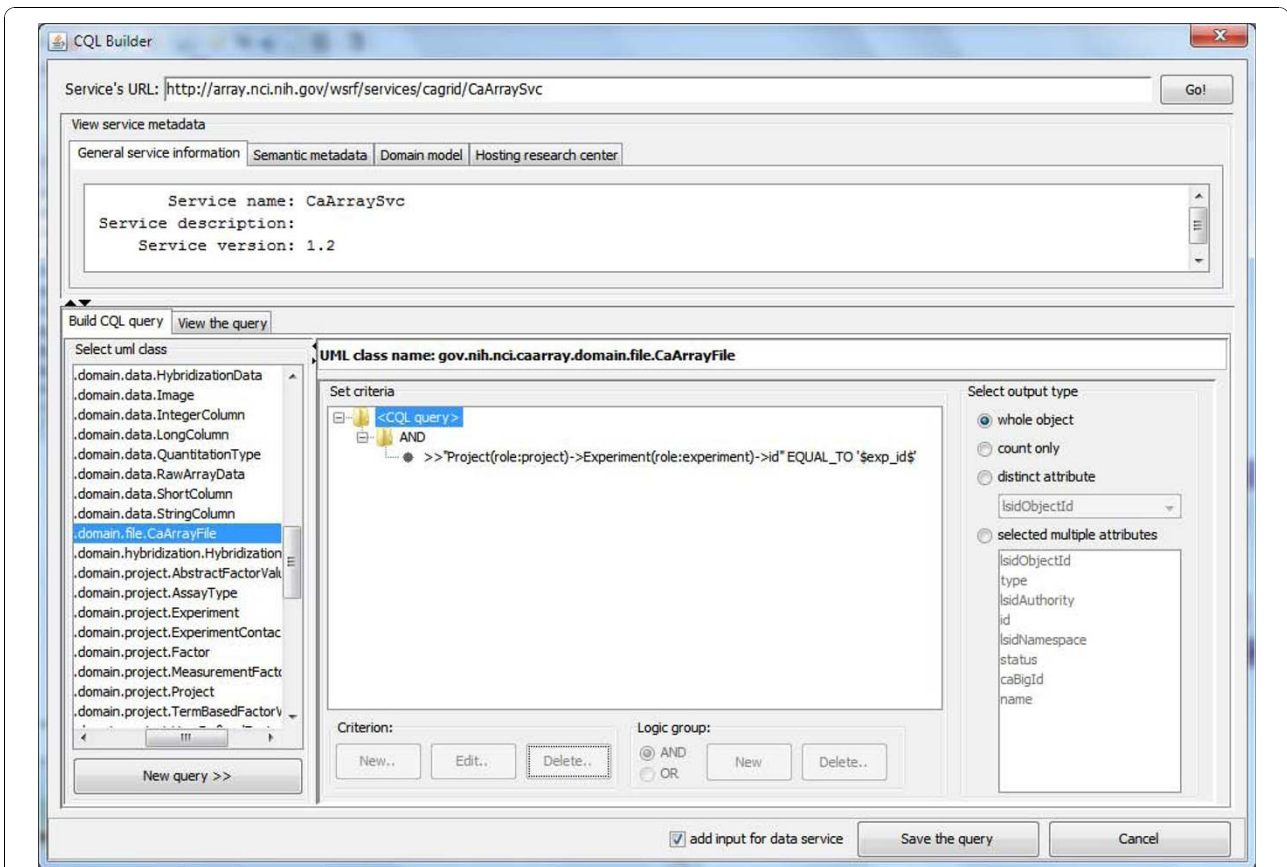 CQL Builder
Service's URL: http://array.nci.nih.gov/wsrf/services/cagrid/CaArraySvc Go!
View service metadata
General service information Semantic metadata Domain model Hosting research center
Service name: CaArraySvc
Service description:
Service version: 1.2
Build CQL query View the query
Select uml class
.domain.data.HybridizationData
.domain.data.Image
.domain.data.IntegerColumn
.domain.data.LongColumn
.domain.data.QuantitationType
.domain.data.RawArrayData
.domain.data.ShortColumn
.domain.data.StringColumn
.domain.file.CaArrayFile
.domain.hybridization.Hybridization
.domain.project.AbstractFactorValu
.domain.project.AssayType
.domain.project.Experiment
.domain.project.ExperimentContac
.domain.project.Factor
.domain.project.MeasurementFacto
.domain.project.Project
.domain.project.TermBasedFactorV
New query >>
UML class name: gov.nih.nci.caarray.domain.file.CaArrayFile
Set criteria
<CQL query>
AND
>>"Project(role:project)->Experiment(role:experiment)->id" EQUAL_TO '$exp_id$'
Criterion:
New.. Edit.. Delete..
Logic group:
AND
OR
New Delete..
Select output type
whole object
count only
distinct attribute
lsidObjectId
selected multiple attributes
lsidObjectId
type
lsidAuthority
id
lsidNamespace
status
caBigId
name
add input for data service Save the query Cancel